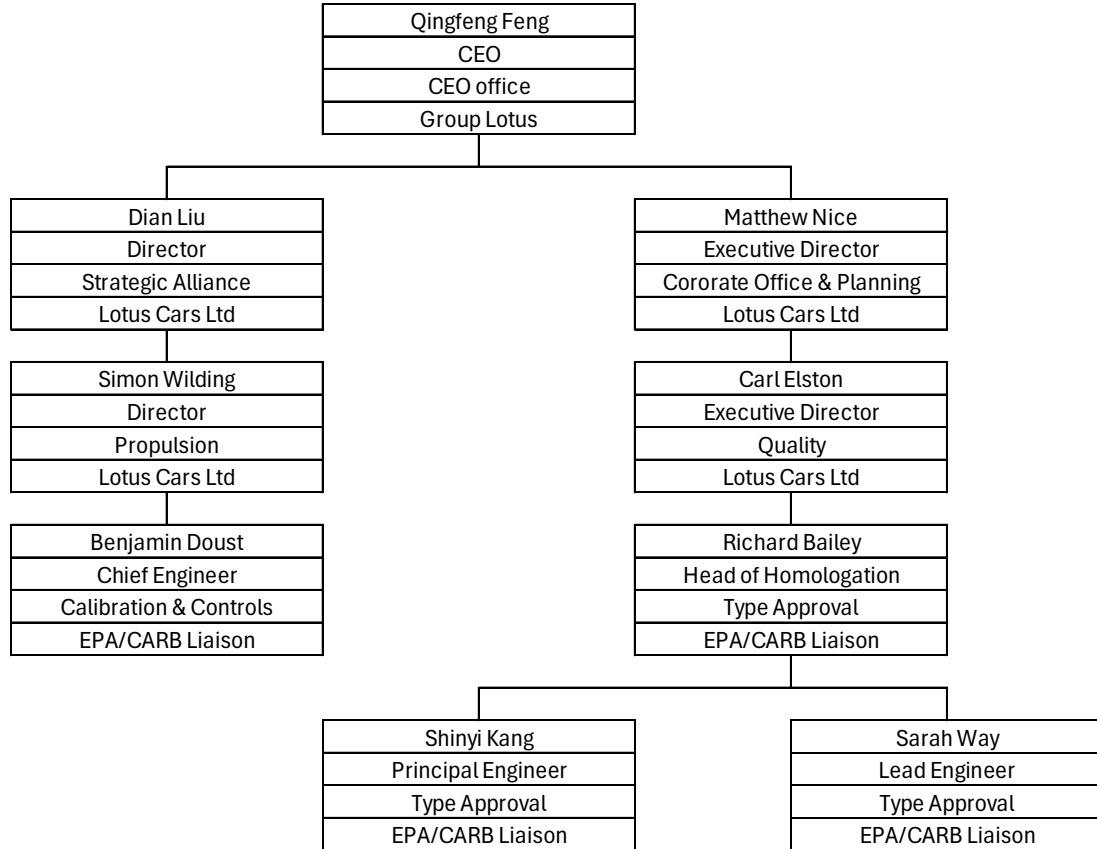 Qingfeng Feng
CEO
CEO office
Group Lotus
Dian Liu
Director
Strategic Alliance
Lotus Cars Ltd
Matthew Nice
Executive Director
Cororate Office & Planning
Lotus Cars Ltd
Simon Wilding
Director
Propulsion
Lotus Cars Ltd
Carl Elston
Executive Director
Quality
Lotus Cars Ltd
Benjamin Doust
Chief Engineer
Calibration & Controls
EPA/CARB Liaison
Richard Bailey
Head of Homologation
Type Approval
EPA/CARB Liaison
Shinyi Kang
Principal Engineer
Type Approval
EPA/CARB Liaison
Sarah Way
Lead Engineer
Type Approval
EPA/CARB Liaison